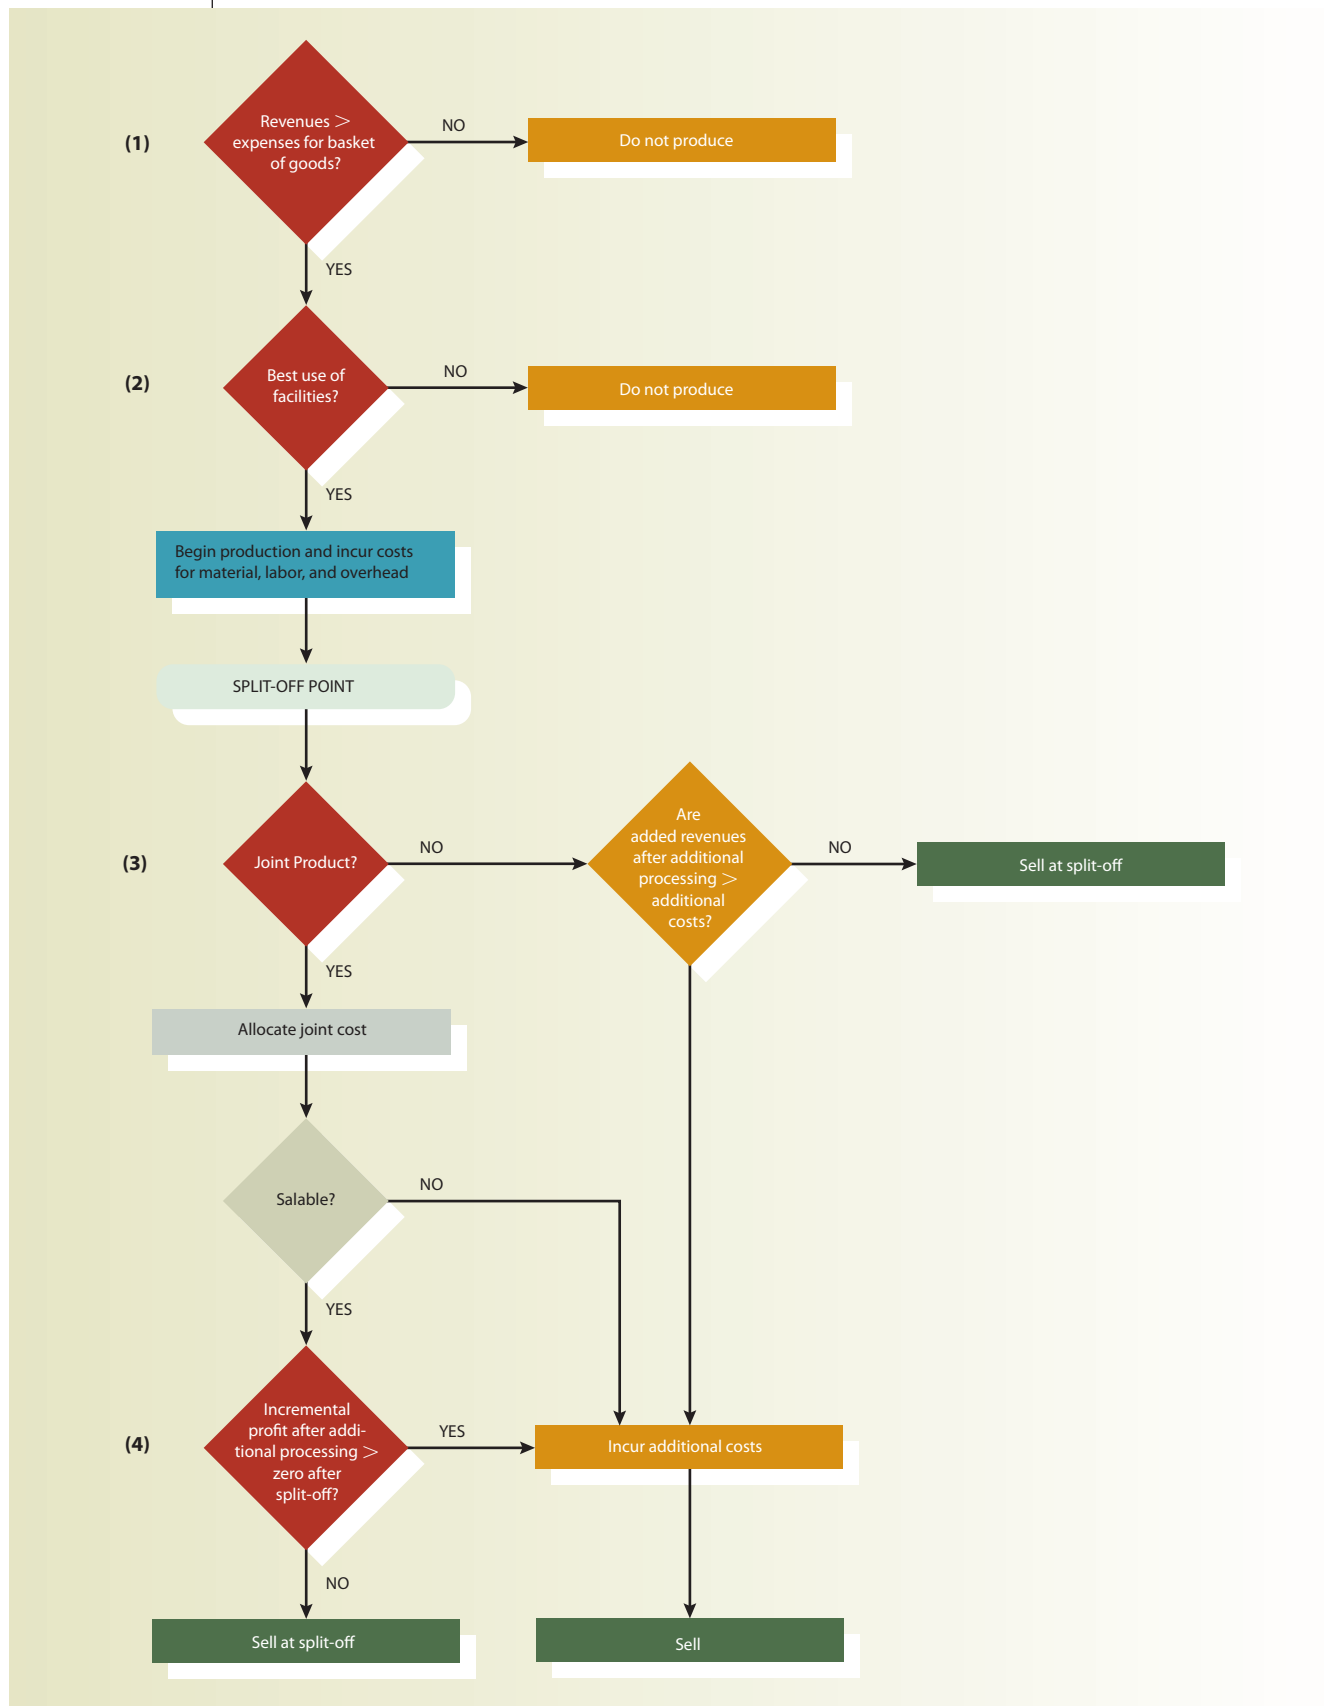 Revenues >
expenses for basket
of goods?
(1)
NO
Do not produce
YES
Best use of
facilities?
(2)
NO
Do not produce
YES
Begin production and incur costs
for material, labor, and overhead
SPLIT-OFF POINT
Joint Product?
(3)
NO
Are
added revenues
after additional
processing >
additional
costs?
NO
Sell at split-off
YES
Allocate joint cost
Salable?
NO
YES
Incremental
profit after addi-
tional processing >
zero after
split-off?
(4)
YES
Incur additional costs
NO
Sell at split-off
Sell